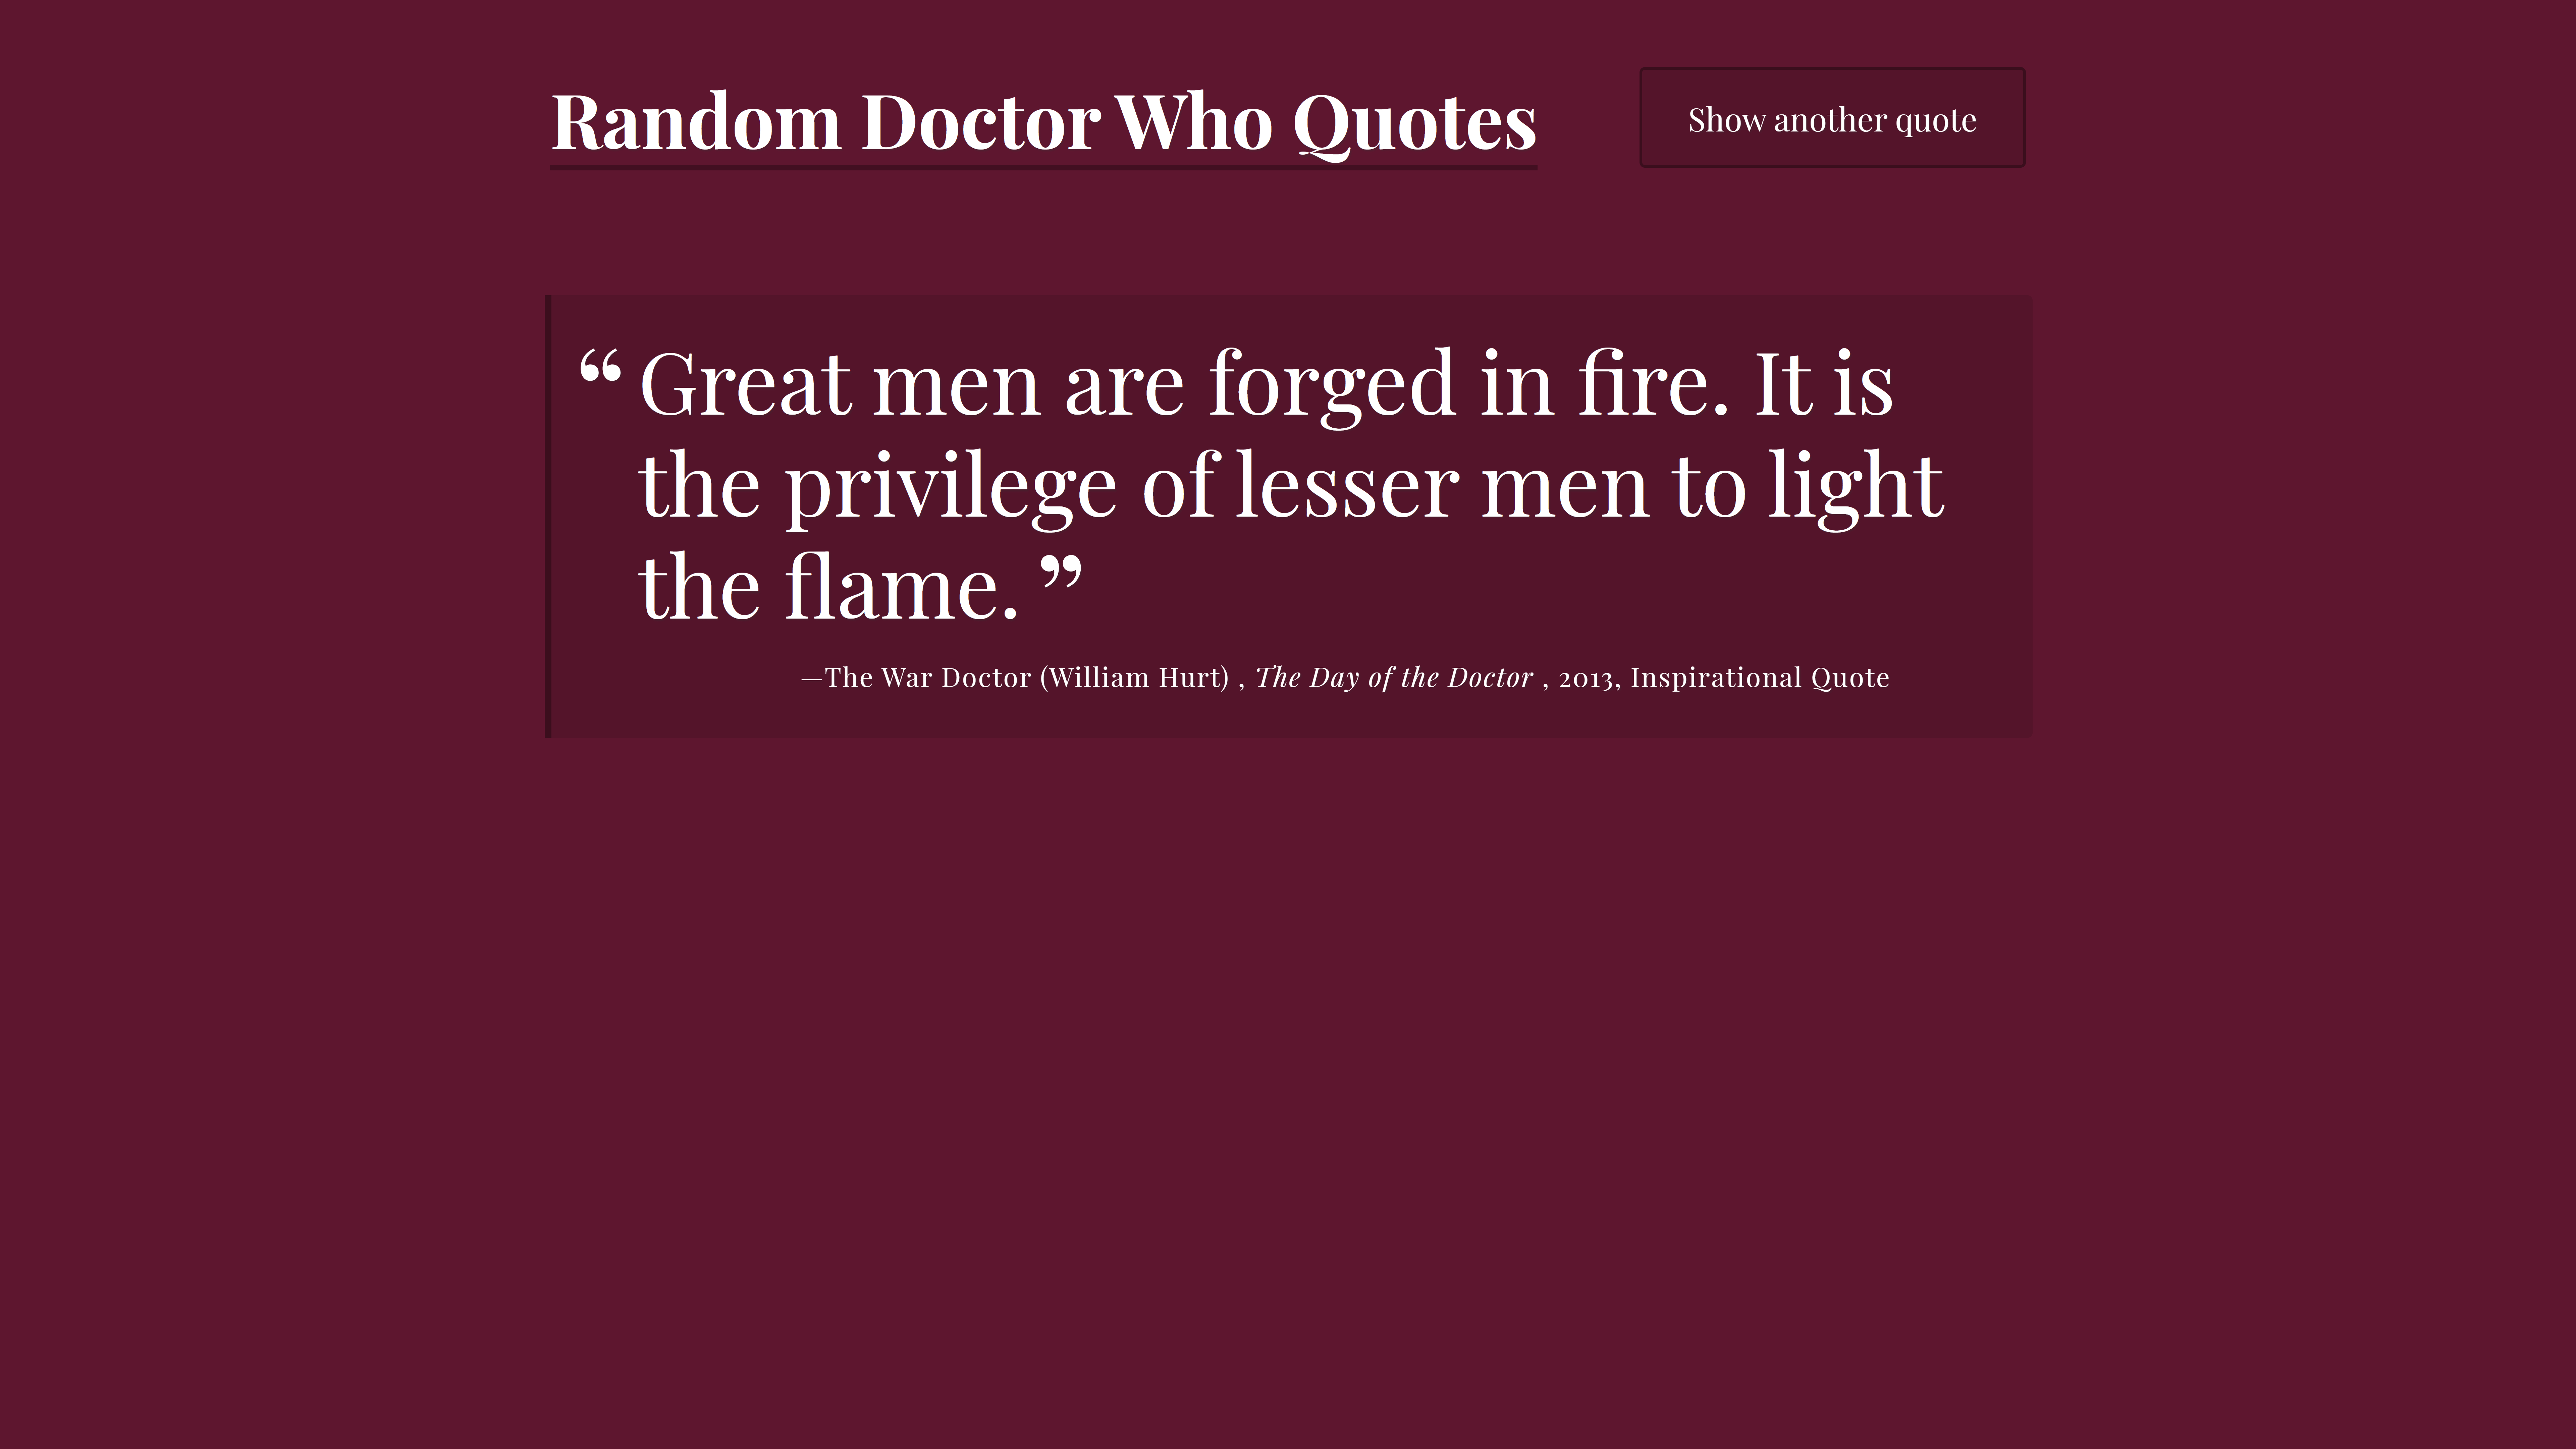 Random Doctor Who Quotes
Show another quote
“ Great men are forged in fire. It is
the privilege of lesser men to light
the flame. ”
—The War Doctor (William Hurt) , The Day of the Doctor , 2013, Inspirational Quote